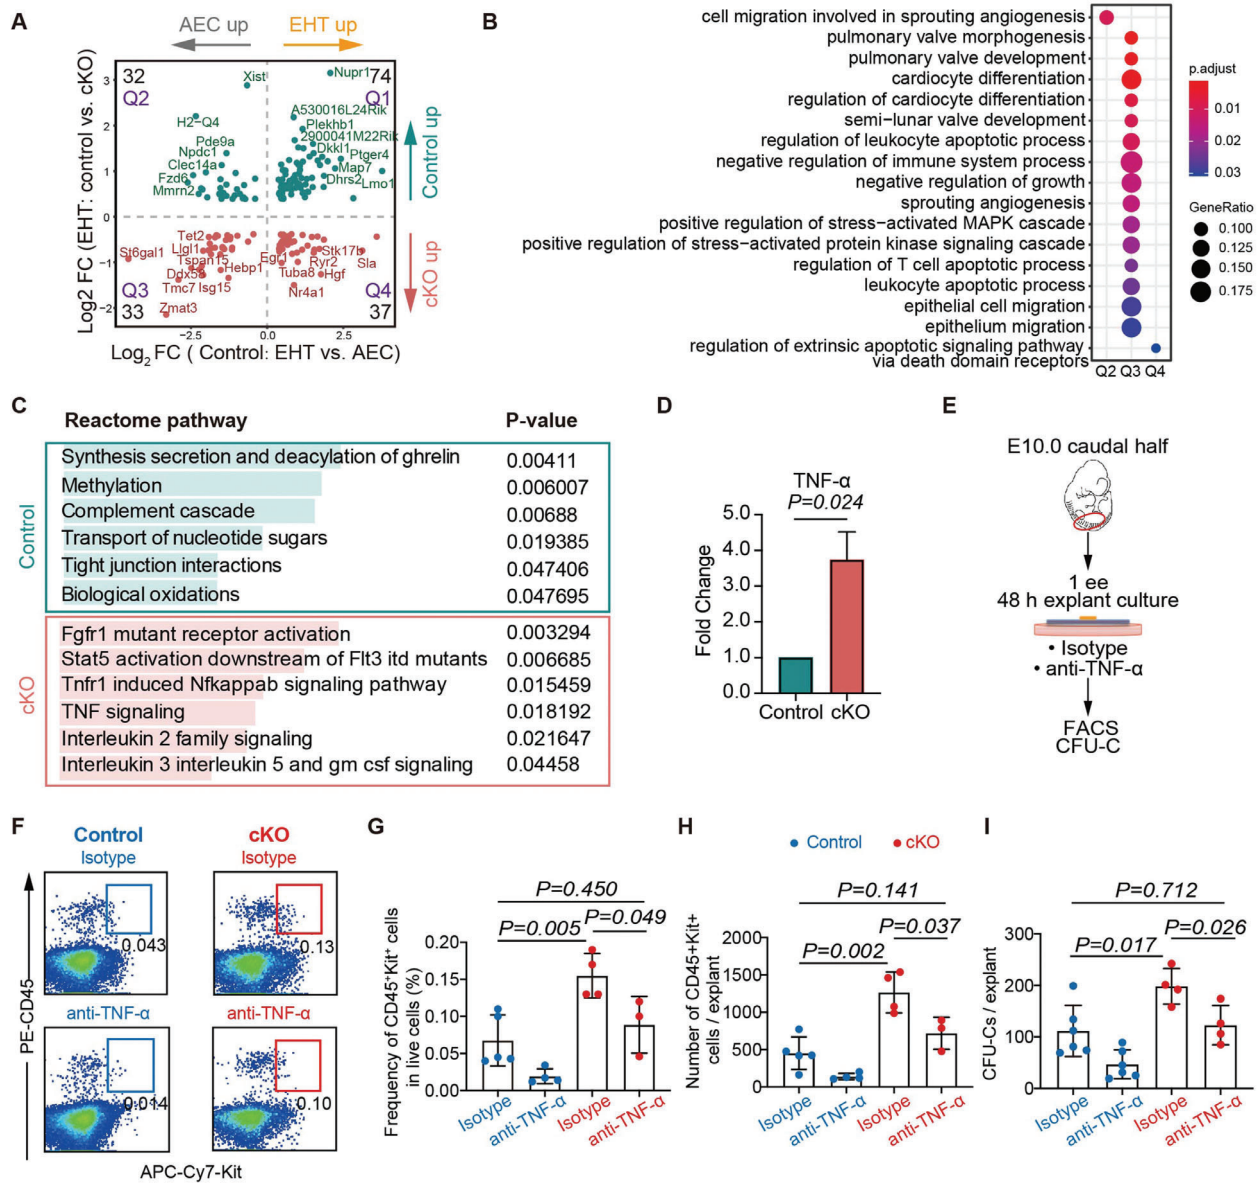 A
AEC up
EHT up
32
74
Q2
Q1
Xist
Nupr1
A530016L24Rik
H2-Q4
Plekhb1
2900041M22Rik
Pde9a
Dkkl1
Npdc1
Ptger4
Clec14a
Map7
Fzd6
Dhrs2
Lmo1
Mmrn2
Tet2
St6gal1
Llgl1
Egr1
Stk17b
Tspan15
Ryr2
Sla
Hebp1
Ddx58
Tuba8
Hgf
Tmc7
Isg15
Nr4a1
Q3
Q4
Zmat3
33
37
3
2
1
0
−1
−2
−2.5
0.0
2.5
Log2 FC (EHT: control vs. cKO)
Log2 FC ( Control: EHT vs. AEC)
Control up
cKO up
B
cell migration involved in sprouting angiogenesis
pulmonary valve morphogenesis
pulmonary valve development
cardiocyte differentiation
regulation of cardiocyte differentiation
semi−lunar valve development
regulation of leukocyte apoptotic process
negative regulation of immune system process
negative regulation of growth
sprouting angiogenesis
positive regulation of stress−activated MAPK cascade
positive regulation of stress−activated protein kinase signaling cascade
regulation of T cell apoptotic process
leukocyte apoptotic process
epithelial cell migration
epithelium migration
regulation of extrinsic apoptotic signaling pathway
via death domain receptors
Q2 Q3 Q4
p.adjust
0.01
0.02
0.03
GeneRatio
0.100
0.125
0.150
0.175
C
Reactome pathway P-value
Control
Synthesis secretion and deacylation of ghrelin 0.00411
Methylation 0.006007
Complement cascade 0.00688
Transport of nucleotide sugars 0.019385
Tight junction interactions 0.047406
Biological oxidations 0.047695
cKO
Fgfr1 mutant receptor activation 0.003294
Stat5 activation downstream of Flt3 itd mutants 0.006685
Tnfr1 induced Nfkappab signaling pathway 0.015459
TNF signaling 0.018192
Interleukin 2 family signaling 0.021647
Interleukin 3 interleukin 5 and gm csf signaling 0.04458
D
TNF-α
P=0.024
Fold Change
5.0
4.0
3.0
2.0
1.0
0.0
Control cKO
E
E10.0 caudal half
1 ee
48 h explant culture
• Isotype
• anti-TNF-α
FACS
CFU-C
F
Control
Isotype
cKO
Isotype
0.043
0.13
anti-TNF-α
anti-TNF-α
0.014
0.10
PE-CD45
APC-Cy7-Kit
G
P=0.450
P=0.005
P=0.049
Frequency of CD45+Kit+ cells
in live cells (%)
0.20
0.15
0.10
0.05
0.00
Isotype
anti-TNF-α
Isotype
anti-TNF-α
H
Control
cKO
P=0.141
P=0.002
P=0.037
Number of CD45+Kit+
cells / explant
2000
1500
1000
500
0
Isotype
anti-TNF-α
Isotype
anti-TNF-α
I
P=0.712
P=0.017
P=0.026
CFU-Cs / explant
300
200
100
0
Isotype
anti-TNF-α
Isotype
anti-TNF-α